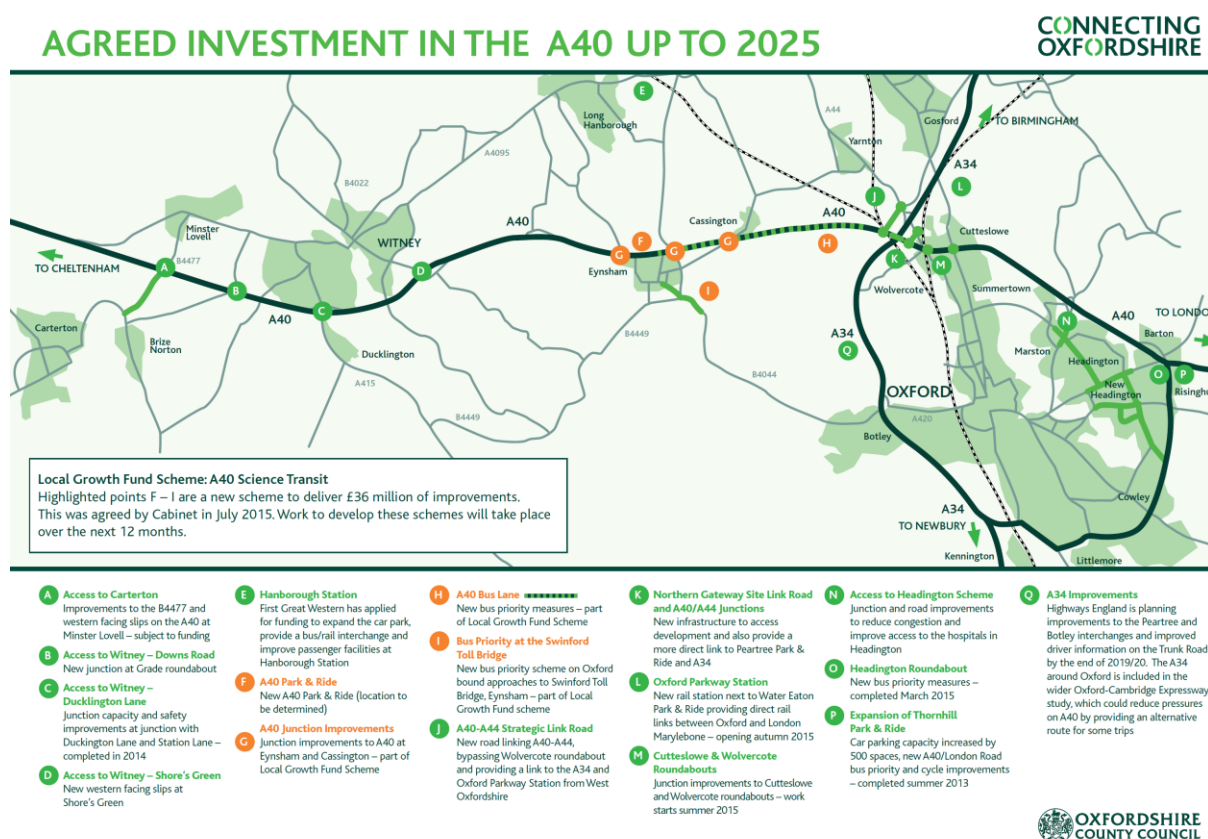 AGREED INVESTMENT IN THE A40 UP TO 2025
CONNECTING
OXFORDSHIRE
E
Long
Hanborough
A44
Gosford
TO BIRMINGHAM
Yarnton
A34
A4095
B4022
J
L
Minster
Lovell
WITNEY
A40
Cassington
A40
Cutteslowe
F
G
G
G
H
TO CHELTENHAM
B4477
A
D
Eynsham
K
M
B
I
Wolvercote
Summertown
A40
C
Carterton
Brize
Norton
Ducklington
B4449
A34
Q
N
A40
TO LONDO
Barton
Marston
Headington
A415
B4044
O
P
New
Headington
Risinghu
OXFORD
B4449
A420
Botley
Cowley
A34
TO NEWBURY
Kennington
Littlemore
Local Growth Fund Scheme: A40 Science Transit
Highlighted points F – I are a new scheme to deliver £36 million of improvements.
This was agreed by Cabinet in July 2015. Work to develop these schemes will take place
over the next 12 months.
A Access to Carterton
Improvements to the B4477 and
western facing slips on the A40 at
Minster Lovell – subject to funding
B Access to Witney – Downs Road
New junction at Grade roundabout
C Access to Witney –
Ducklington Lane
Junction capacity and safety
improvements at junction with
Duckington Lane and Station Lane –
completed in 2014
D Access to Witney – Shore's Green
New western facing slips at
Shore's Green
E Hanborough Station
First Great Western has applied
for funding to expand the car park,
provide a bus/rail interchange and
improve passenger facilities at
Hanborough Station
F A40 Park & Ride
New A40 Park & Ride (location to
be determined)
G A40 Junction Improvements
Junction improvements to A40 at
Eynsham and Cassington – part of
Local Growth Fund Scheme
H A40 Bus Lane
New bus priority measures – part
of Local Growth Fund Scheme
I Bus Priority at the Swinford
Toll Bridge
New bus priority scheme on Oxford
bound approaches to Swinford Toll
Bridge, Eynsham – part of Local
Growth Fund scheme
J A40-A44 Strategic Link Road
New road linking A40-A44,
bypassing Wolvercote roundabout
and providing a link to the A34 and
Oxford Parkway Station from West
Oxfordshire
K Northern Gateway Site Link Road
and A40/A44 Junctions
New infrastructure to access
development and also provide a
more direct link to Peartree Park &
Ride and A34
L Oxford Parkway Station
New rail station next to Water Eaton
Park & Ride providing direct rail
links between Oxford and London
Marylebone – opening autumn 2015
M Cutteslowe & Wolvercote
Roundabouts
Junction improvements to Cutteslowe
and Wolvercote roundabouts – work
starts summer 2015
N Access to Headington Scheme
Junction and road improvements
to reduce congestion and
improve access to the hospitals in
Headington
O Headington Roundabout
New bus priority measures –
completed March 2015
P Expansion of Thornhill
Park & Ride
Car parking capacity increased by
500 spaces, new A40/London Road
bus priority and cycle improvements
– completed summer 2013
Q A34 Improvements
Highways England is planning
improvements to the Peartree and
Botley interchanges and improved
driver information on the Trunk Road
by the end of 2019/20. The A34
around Oxford is included in the
wider Oxford-Cambridge Expressway
study, which could reduce pressures
on A40 by providing an alternative
route for some trips
OXFORDSHIRE
COUNTY COUNCIL